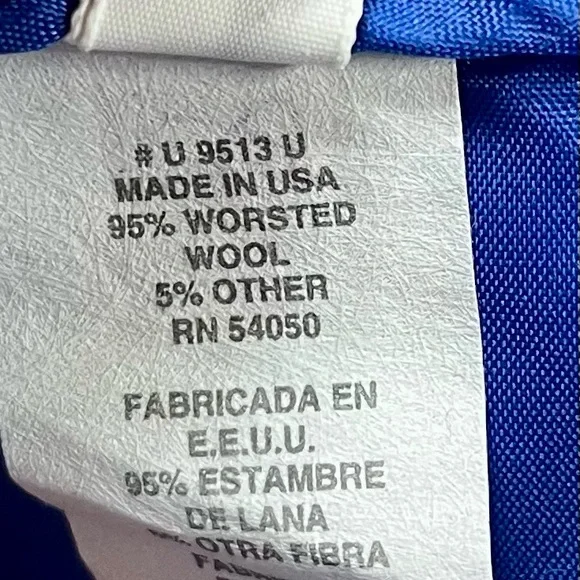 # U 9513 U
MADE IN USA
95% WORSTED
WOOL
5% OTHER
RN 54050
FABRICADA EN
E.E.U.U.
95% ESTAMBRE
DE LANA
OTRA FIBRA